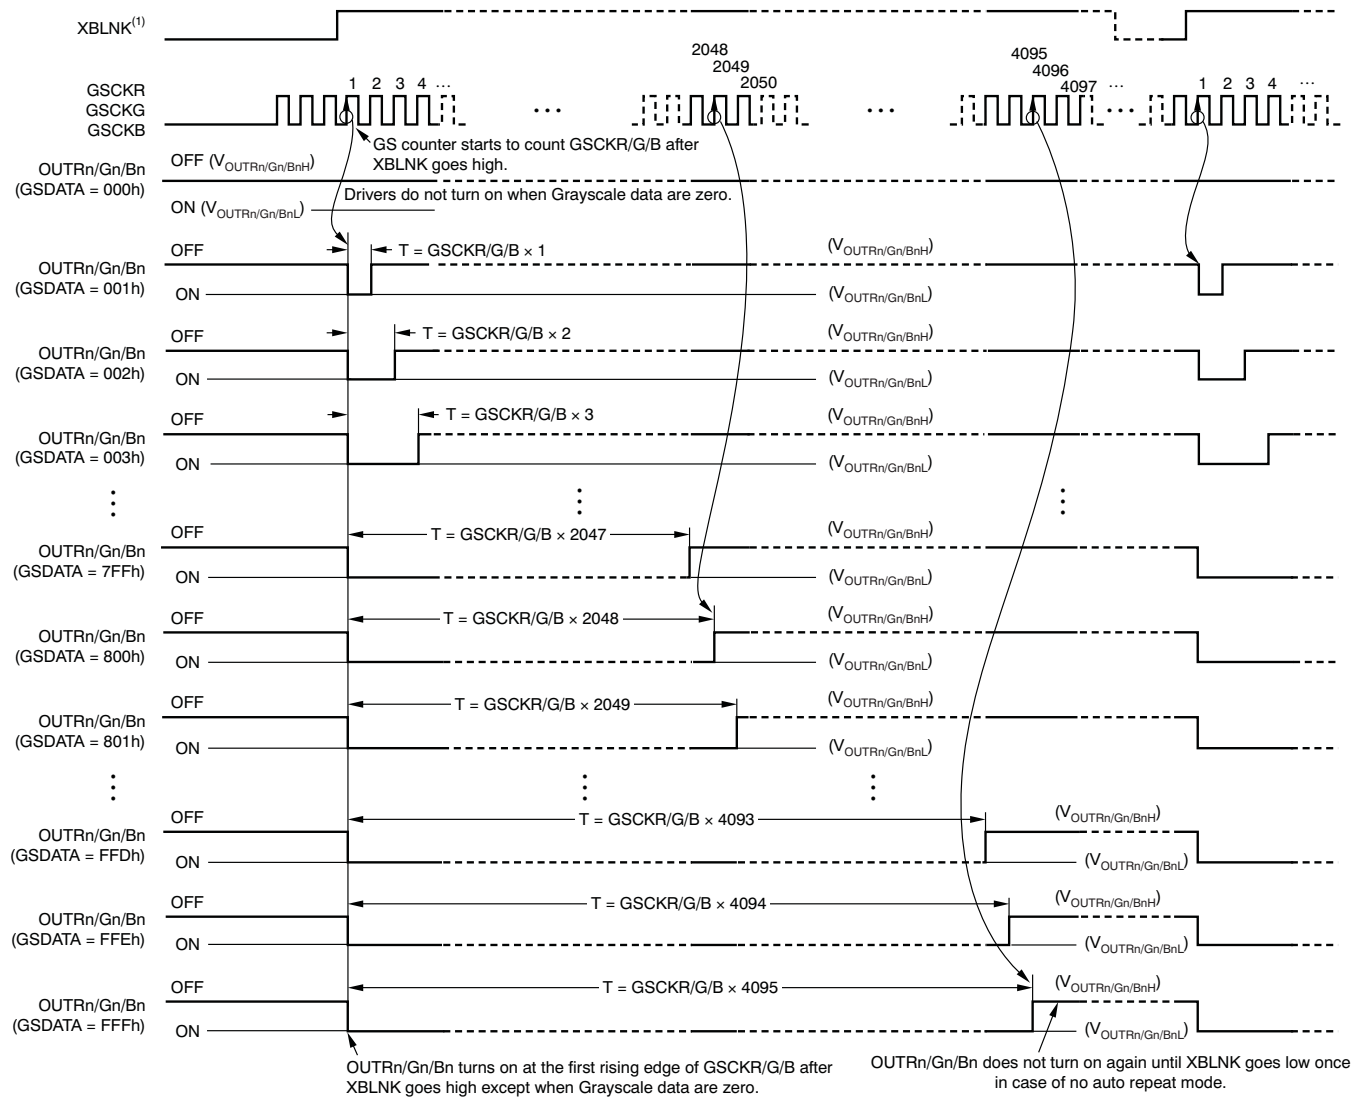 XBLNK(1)
2048
2049
2050
4095
4096
4097
1 2 3 4 ...
... 1 2 3 4 ...
GSCKR
GSCKG
GSCKB
... ... ...
GS counter starts to count GSCKR/G/B after
XBLNK goes high.
OUTRn/Gn/Bn
(GSDATA = 000h)
OFF (VOUTRn/Gn/BnH)
Drivers do not turn on when Grayscale data are zero.
ON (VOUTRn/Gn/BnL)
OFF
T = GSCKR/G/B × 1
(VOUTRn/Gn/BnH)
OUTRn/Gn/Bn
(GSDATA = 001h)
ON
(VOUTRn/Gn/BnL)
OFF
T = GSCKR/G/B × 2
(VOUTRn/Gn/BnH)
OUTRn/Gn/Bn
(GSDATA = 002h)
ON
(VOUTRn/Gn/BnL)
OFF
T = GSCKR/G/B × 3
(VOUTRn/Gn/BnH)
OUTRn/Gn/Bn
(GSDATA = 003h)
ON
(VOUTRn/Gn/BnL)
OFF
T = GSCKR/G/B × 2047
(VOUTRn/Gn/BnH)
OUTRn/Gn/Bn
(GSDATA = 7FFh)
ON
(VOUTRn/Gn/BnL)
OFF
T = GSCKR/G/B × 2048
(VOUTRn/Gn/BnH)
OUTRn/Gn/Bn
(GSDATA = 800h)
ON
(VOUTRn/Gn/BnL)
OFF
T = GSCKR/G/B × 2049
(VOUTRn/Gn/BnH)
OUTRn/Gn/Bn
(GSDATA = 801h)
ON
(VOUTRn/Gn/BnL)
OFF
T = GSCKR/G/B × 4093
(VOUTRn/Gn/BnH)
OUTRn/Gn/Bn
(GSDATA = FFDh)
ON
(VOUTRn/Gn/BnL)
OFF
T = GSCKR/G/B × 4094
(VOUTRn/Gn/BnH)
OUTRn/Gn/Bn
(GSDATA = FFEh)
ON
(VOUTRn/Gn/BnL)
OFF
T = GSCKR/G/B × 4095
(VOUTRn/Gn/BnH)
OUTRn/Gn/Bn
(GSDATA = FFFh)
ON
(VOUTRn/Gn/BnL)
OUTRn/Gn/Bn turns on at the first rising edge of GSCKR/G/B after
XBLNK goes high except when Grayscale data are zero.
OUTRn/Gn/Bn does not turn on again until XBLNK goes low once
in case of no auto repeat mode.